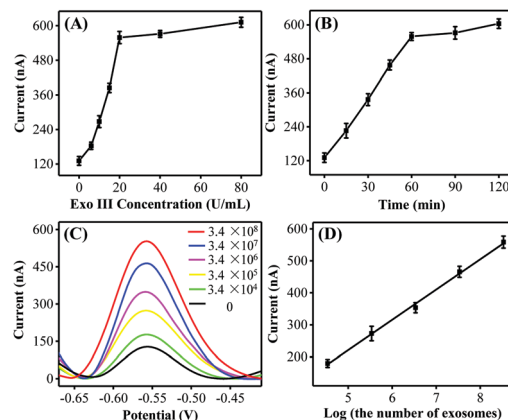 (A)
600
480
360
240
120
0 20 40 60 80
Current (nA)
Exo III Concentration (U/mL)
(B)
600
480
360
240
120
0 30 60 90 120
Current (nA)
Time (min)
(C)
600
450
300
150
0
-0.65 -0.60 -0.55 -0.50 -0.45
Current (nA)
Potential (V)
3.4 ×10⁸
3.4 ×10⁷
3.4 ×10⁶
3.4 ×10⁵
3.4 ×10⁴
0
(D)
600
500
400
300
200
5 6 7 8
Current (nA)
Log (the number of exosomes)